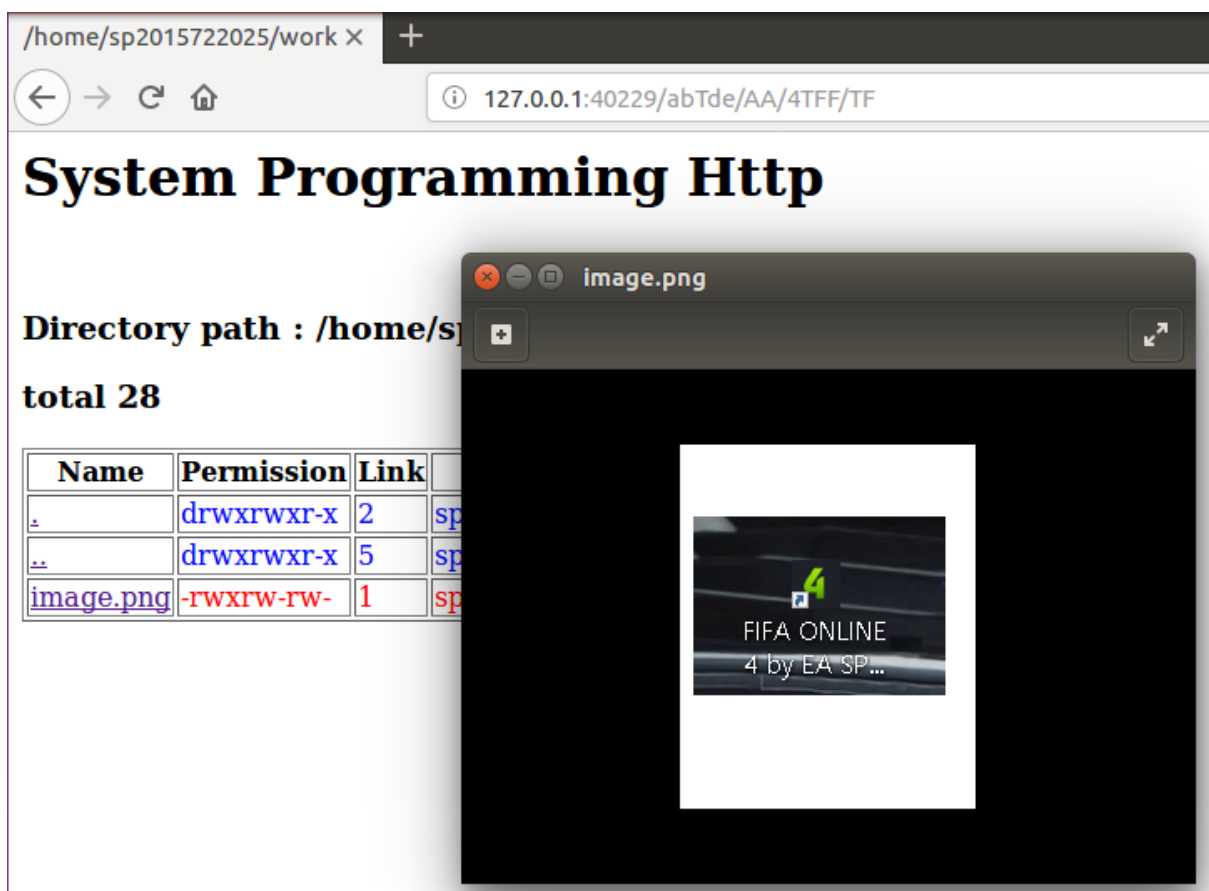 /home/sp2015722025/work
127.0.0.1:40229/abTde/AA/4TFF/TF
System Programming Http
image.png
Directory path : /home/sp
total 28
Name Permission Link
. drwxrwxr-x 2 sp
.. drwxrwxr-x 5 sp
image.png -rwxrw-rw- 1 sp
4
FIFA ONLINE
4 by EA SP...